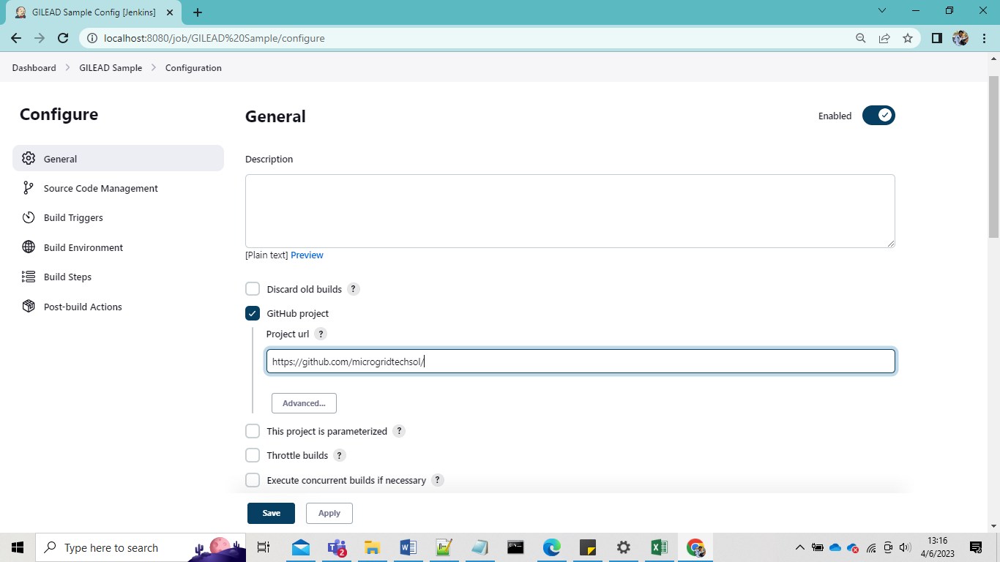 GILEAD Sample Config [Jenkins]
localhost:8080/job/GILEAD%20Sample/configure
Dashboard > GILEAD Sample > Configuration
Configure
General
Source Code Management
Build Triggers
Build Environment
Build Steps
Post-build Actions
General
Enabled
Description
[Plain text] Preview
Discard old builds ?
GitHub project
Project url ?
https://github.com/microgridtechsol/
Advanced...
This project is parameterized ?
Throttle builds ?
Execute concurrent builds if necessary ?
Save
Apply
Type here to search
2
13:16
4/6/2023